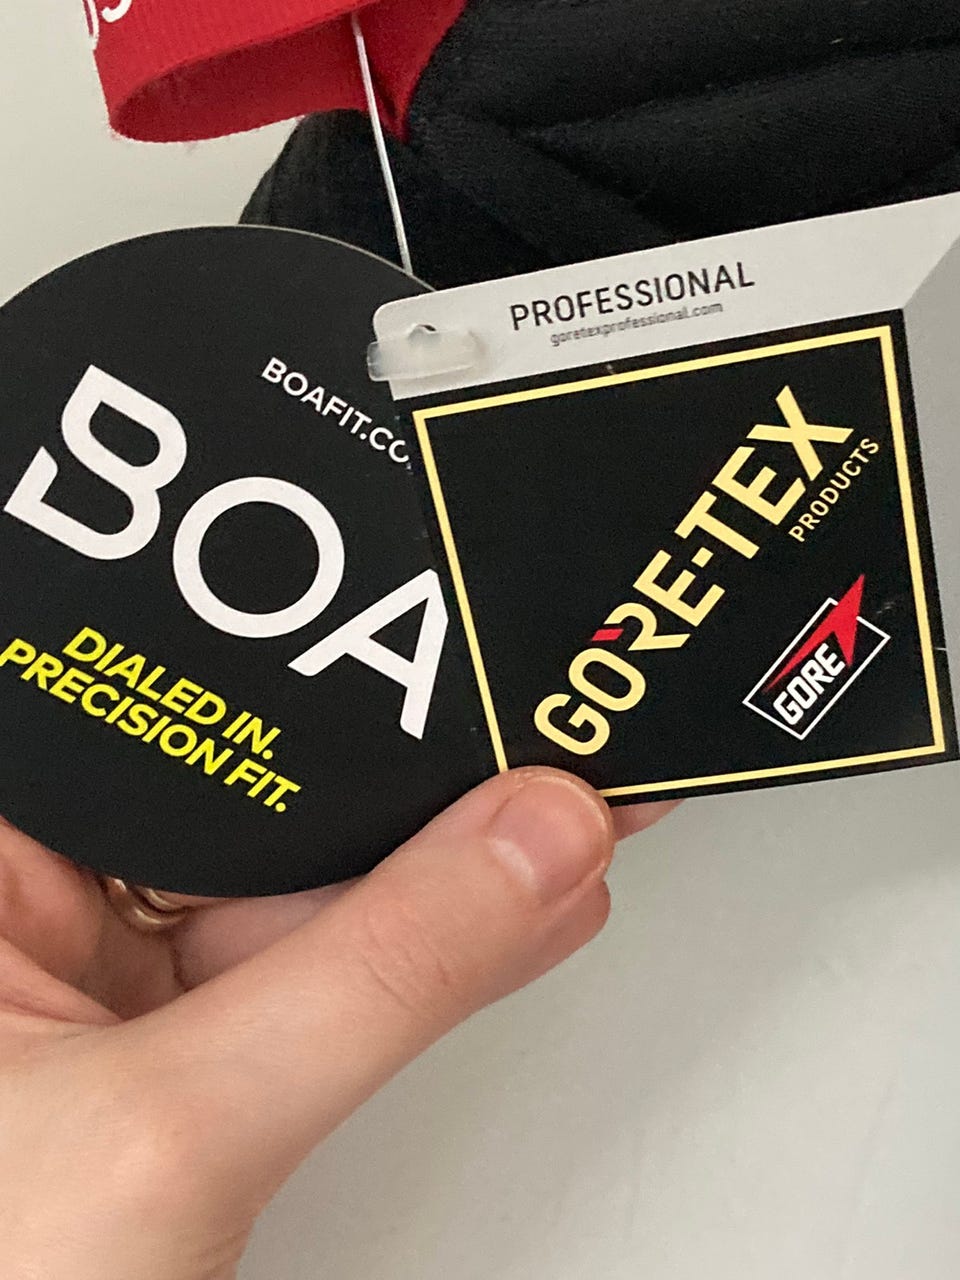 BOAFIT.CO
BOA
DIALED IN.
PRECISION FIT.
PROFESSIONAL
goretexprofessional.com
GORE-TEX
PRODUCTS
GORE